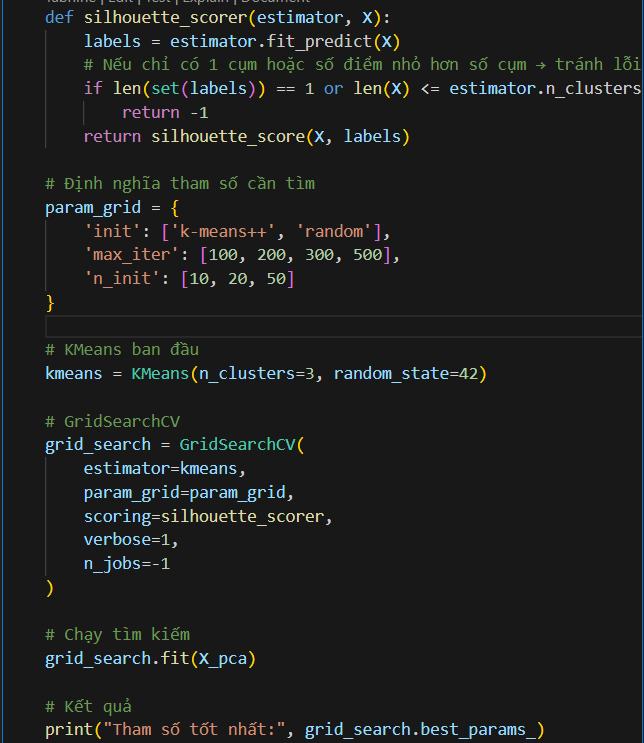 Tabnine | Edit | Test | Explain | Document
def silhouette_scorer(estimator, X):
    labels = estimator.fit_predict(X)
    # Nếu chỉ có 1 cụm hoặc số điểm nhỏ hơn số cụm → tránh lỗi
    if len(set(labels)) == 1 or len(X) <= estimator.n_clusters
        return -1
    return silhouette_score(X, labels)

# Định nghĩa tham số cần tìm
param_grid = {
    'init': ['k-means++', 'random'],
    'max_iter': [100, 200, 300, 500],
    'n_init': [10, 20, 50]
}

# KMeans ban đầu
kmeans = KMeans(n_clusters=3, random_state=42)

# GridSearchCV
grid_search = GridSearchCV(
    estimator=kmeans,
    param_grid=param_grid,
    scoring=silhouette_scorer,
    verbose=1,
    n_jobs=-1
)

# Chạy tìm kiếm
grid_search.fit(X_pca)

# Kết quả
print("Tham số tốt nhất:", grid_search.best_params_)